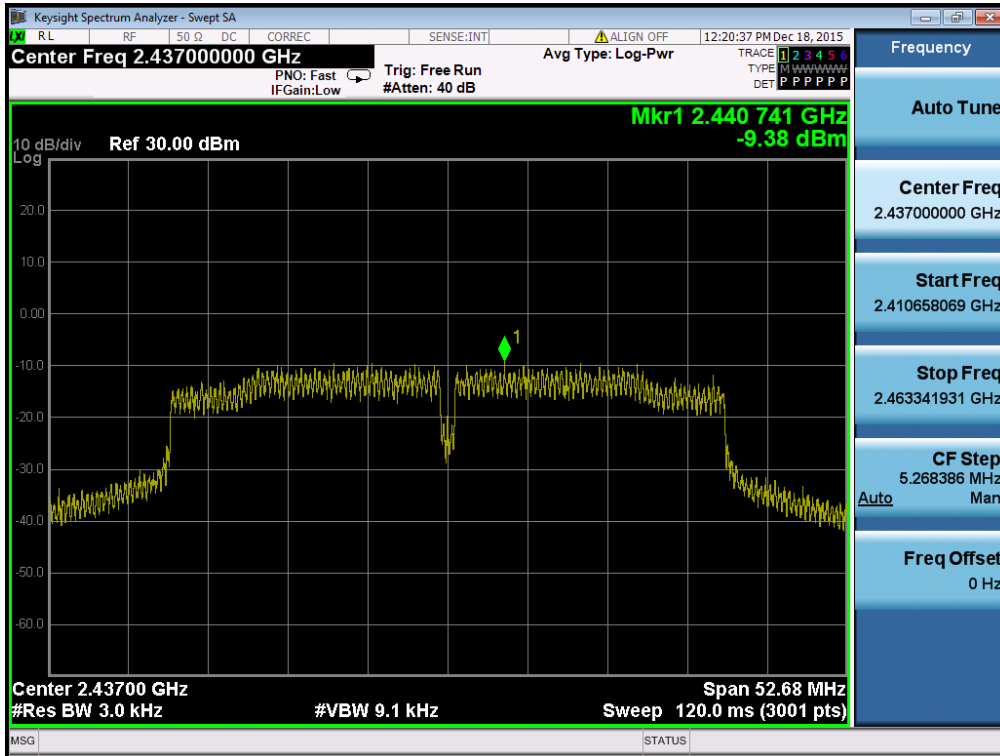 Keysight Spectrum Analyzer - Swept SA
LXI RL RF 50 Ω DC CORREC SENSE:INT ALIGN OFF 12:20:37 PM Dec 18, 2015
Center Freq 2.437000000 GHz
PNO: Fast
IFGain:Low
Trig: Free Run
#Atten: 40 dB
Avg Type: Log-Pwr
TRACE 1 2 3 4 5 6
TYPE M WWWWW
DET P P P P P P
Mkr1 2.440 741 GHz
-9.38 dBm
10 dB/div Ref 30.00 dBm
Log
20.0
10.0
0.00
-10.0
-20.0
-30.0
-40.0
-50.0
-60.0
1
Center 2.43700 GHz Span 52.68 MHz
#Res BW 3.0 kHz #VBW 9.1 kHz Sweep 120.0 ms (3001 pts)
MSG STATUS
Frequency
Auto Tune
Center Freq
2.437000000 GHz
Start Freq
2.410658069 GHz
Stop Freq
2.463341931 GHz
CF Step
5.268386 MHz
Auto Man
Freq Offset
0 Hz